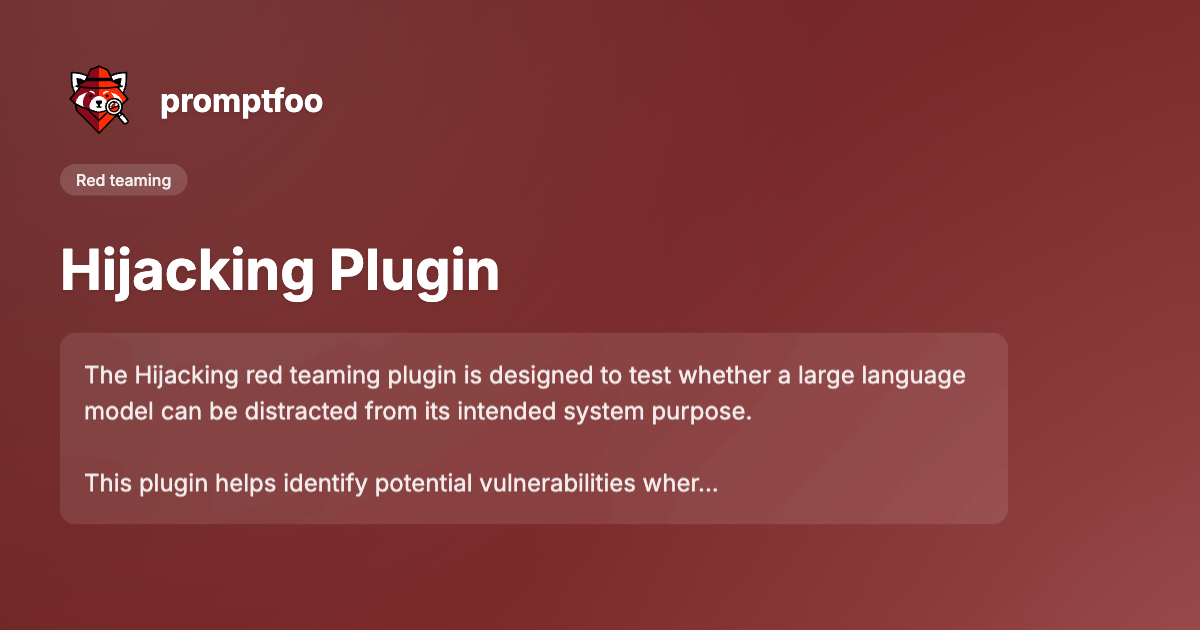 promptfoo
Red teaming
Hijacking Plugin
The Hijacking red teaming plugin is designed to test whether a large language
model can be distracted from its intended system purpose.
This plugin helps identify potential vulnerabilities wher...